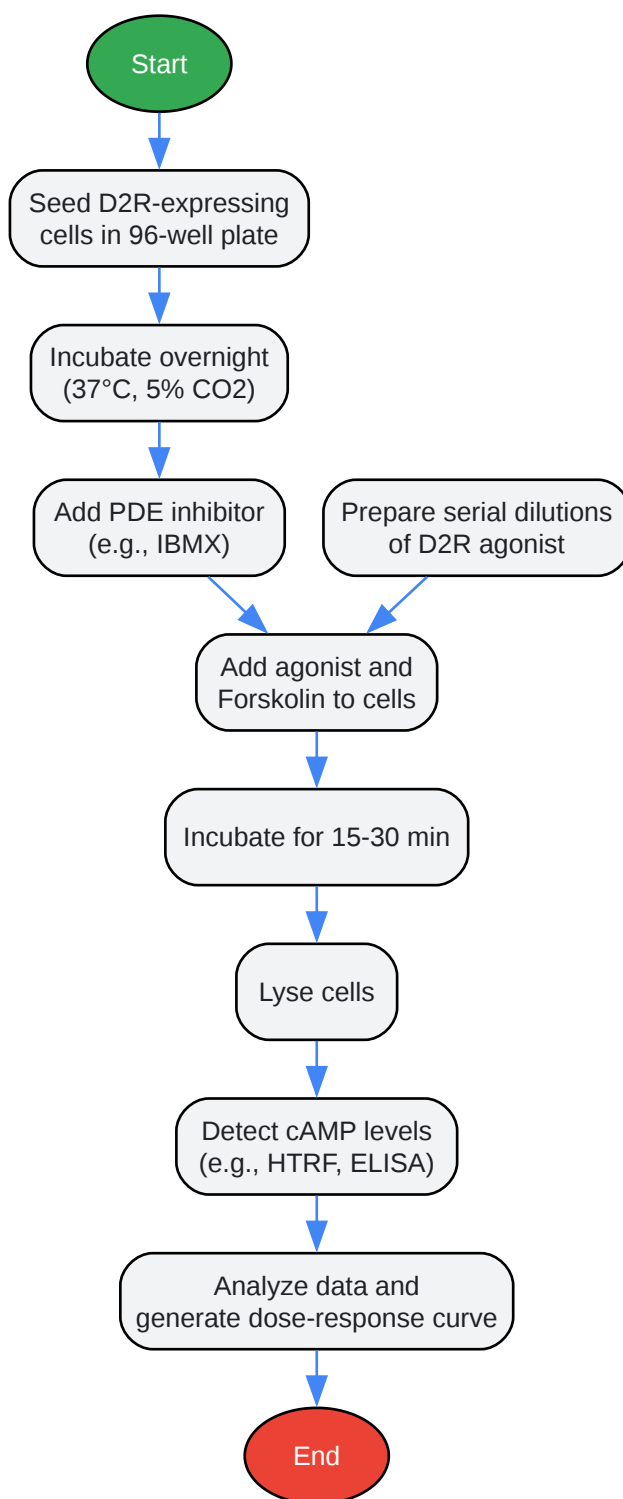 Start
Seed D2R-expressing
cells in 96-well plate
Incubate overnight
(37°C, 5% CO2)
Add PDE inhibitor
(e.g., IBMX)
Prepare serial dilutions
of D2R agonist
Add agonist and
Forskolin to cells
Incubate for 15-30 min
Lyse cells
Detect cAMP levels
(e.g., HTRF, ELISA)
Analyze data and
generate dose-response curve
End